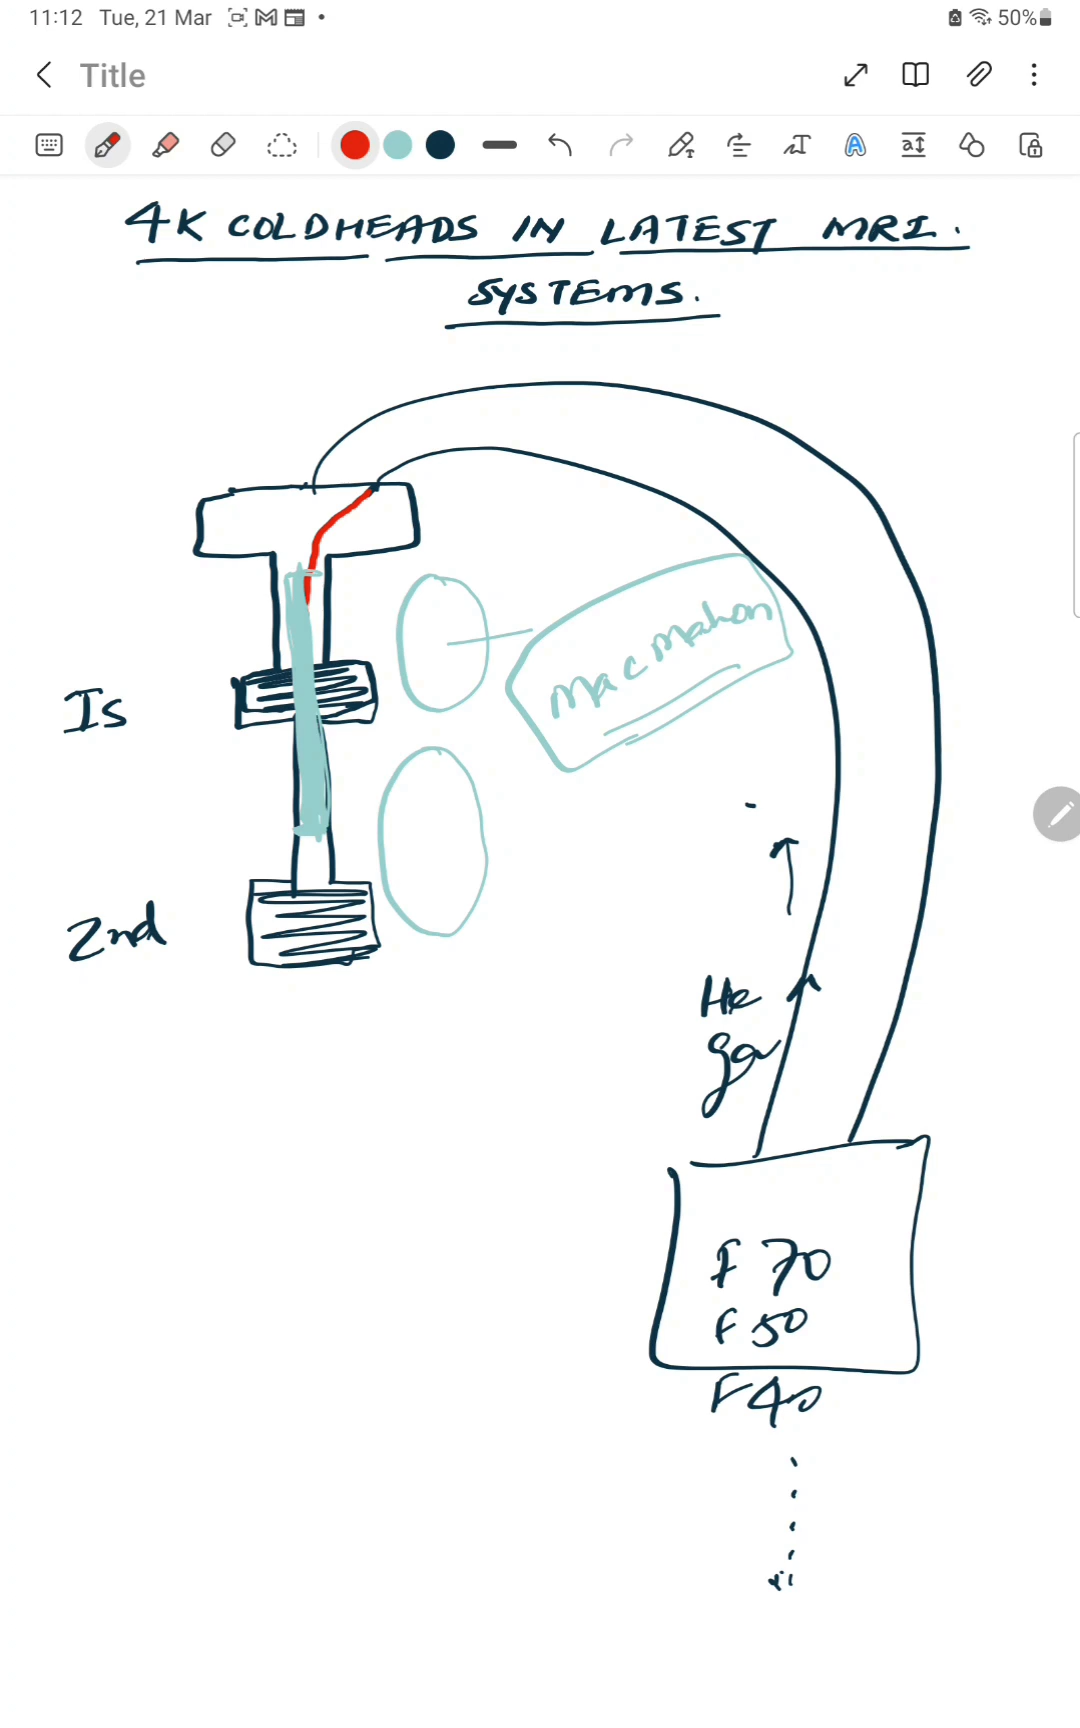 11:12 Tue, 21 Mar
50%
Title
4K COLDHEADS IN LATEST MRI.
SYSTEMS.
Mac Mahon
Is
2nd
He
gas
F 70
F 50
F40